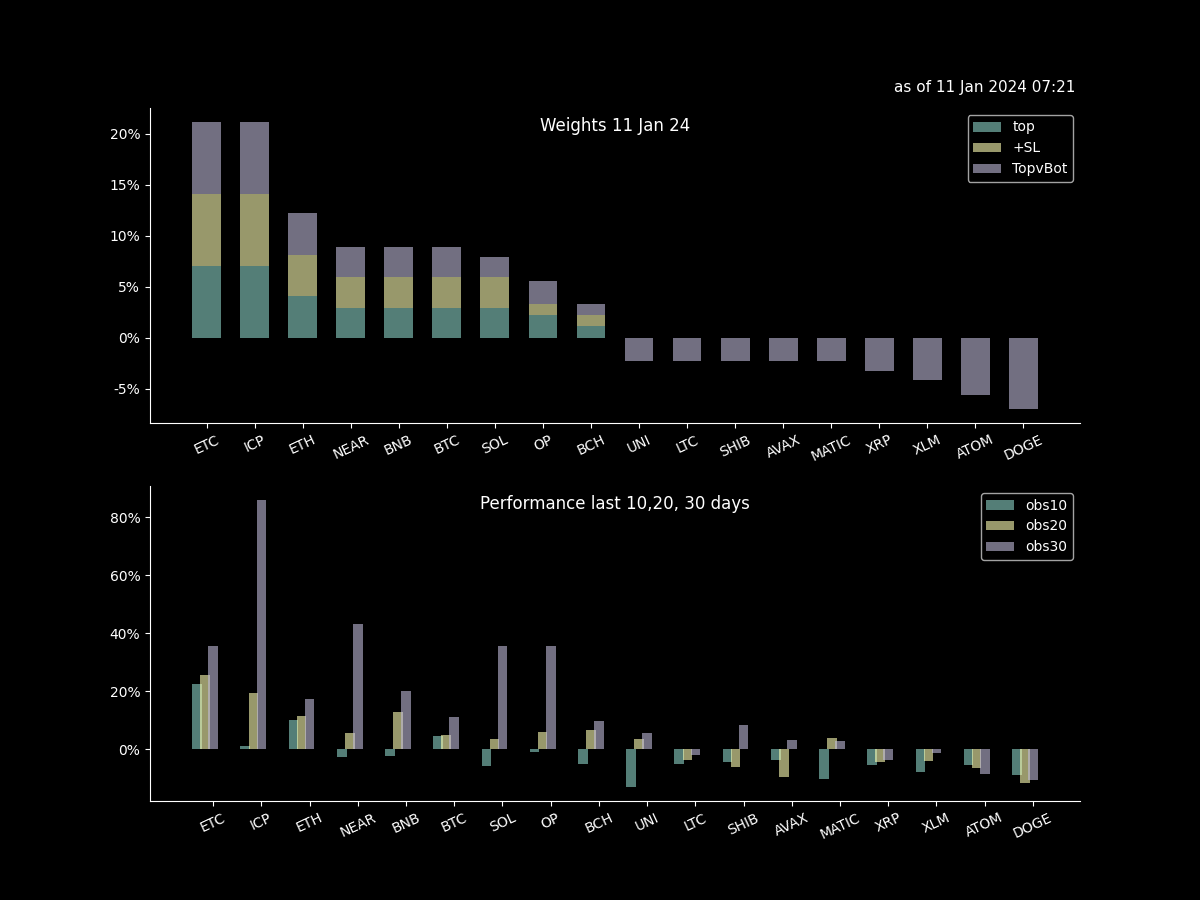 as of 11 Jan 2024 07:21
Weights 11 Jan 24
top
+SL
TopvBot
20%
15%
10%
5%
0%
-5%
ETC ICP ETH NEAR BNB BTC SOL OP BCH UNI LTC SHIB AVAX MATIC XRP XLM ATOM DOGE
Performance last 10,20, 30 days
obs10
obs20
obs30
80%
60%
40%
20%
0%
ETC ICP ETH NEAR BNB BTC SOL OP BCH UNI LTC SHIB AVAX MATIC XRP XLM ATOM DOGE